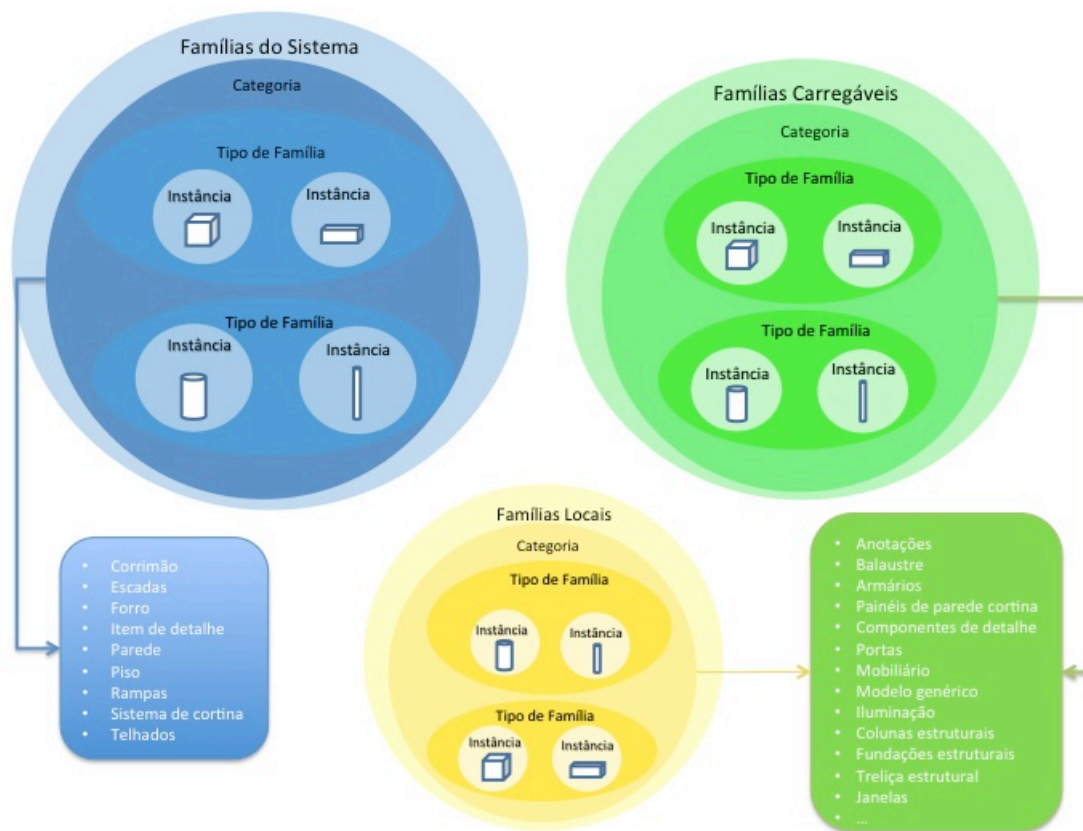 Famílias do Sistema
Categoria
Tipo de Família
Instância
Instância
Tipo de Família
Instância
Instância
Famílias Carregáveis
Categoria
Tipo de Família
Instância
Instância
Tipo de Família
Instância
Instância
Famílias Locais
Categoria
Tipo de Família
Instância
Instância
Tipo de Família
Instância
Instância
• Corrimão
• Escadas
• Forro
• Item de detalhe
• Parede
• Piso
• Rampas
• Sistema de cortina
• Telhados
• Anotações
• Balaustre
• Armários
• Painéis de parede cortina
• Componentes de detalhe
• Portas
• Mobiliário
• Modelo genérico
• Iluminação
• Colunas estruturais
• Fundações estruturais
• Treliça estrutural
• Janelas
• ...